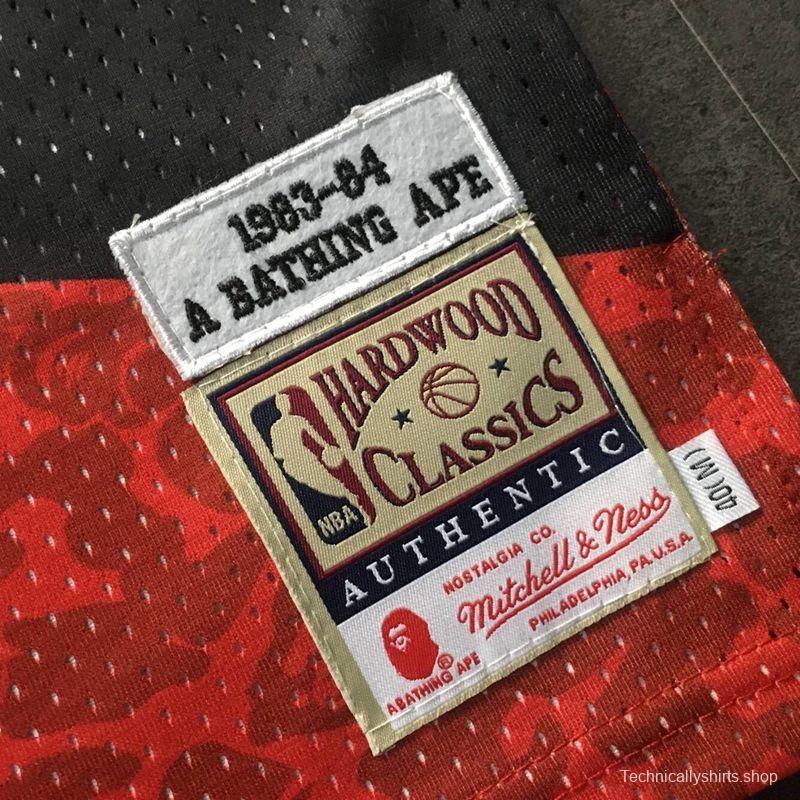 1983-84
A BATHING APE
HARDWOOD
CLASSICS
NBA
AUTHENTIC
NOSTALGIA CO.
Mitchell & Ness
PHILADELPHIA, PA. U.S.A.
A BATHING APE®
40(M)
Technicallyshirts.shop